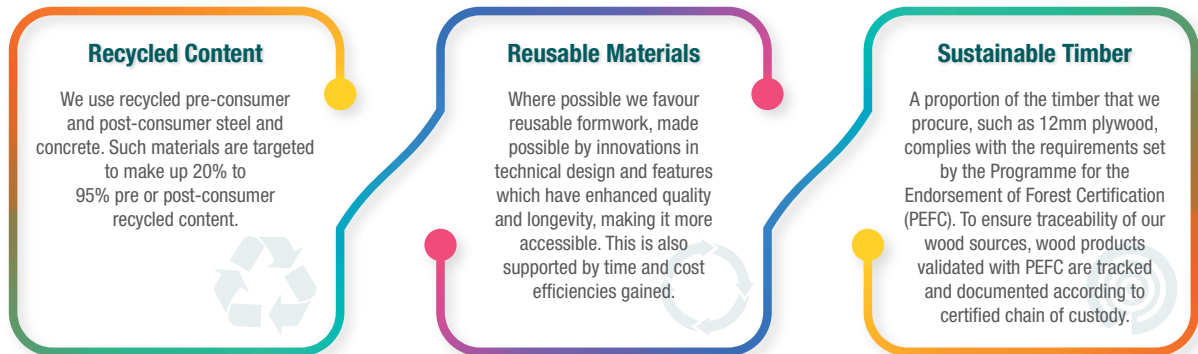 Recycled Content
We use recycled pre-consumer
and post-consumer steel and
concrete. Such materials are targeted
to make up 20% to
95% pre or post-consumer
recycled content.
Reusable Materials
Where possible we favour
reusable formwork, made
possible by innovations in
technical design and features
which have enhanced quality
and longevity, making it more
accessible. This is also
supported by time and cost
efficiencies gained.
Sustainable Timber
A proportion of the timber that we
procure, such as 12mm plywood,
complies with the requirements set
by the Programme for the
Endorsement of Forest Certification
(PEFC). To ensure traceability of our
wood sources, wood products
validated with PEFC are tracked
and documented according to
certified chain of custody.